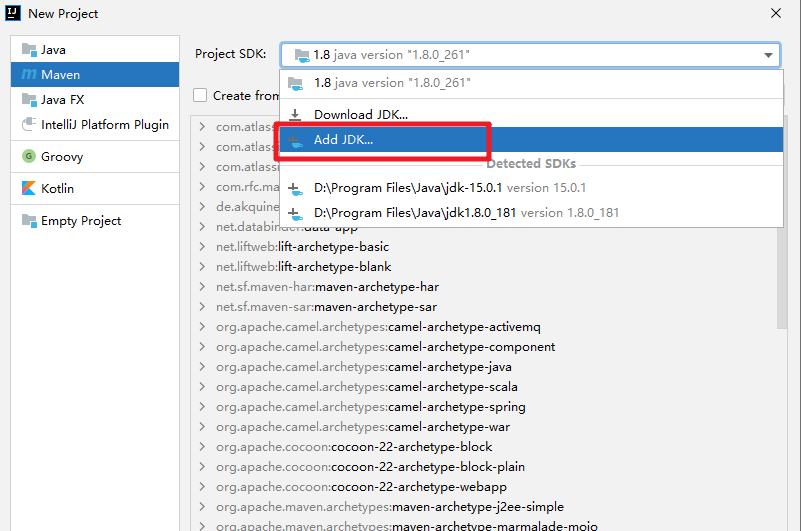 New Project
Java
Maven
Java FX
IntelliJ Platform Plugin
Groovy
Kotlin
Empty Project
Project SDK:
1.8 java version "1.8.0_261"
1.8 java version "1.8.0_261"
Download JDK...
Add JDK...
Detected SDKs
D:\Program Files\Java\jdk-15.0.1 version 15.0.1
D:\Program Files\Java\jdk1.8.0_181 version 1.8.0_181
Create from
com.atlass
com.atlass
com.atlass
com.rfc.ma
de.akquine
net.databinder:data-app
net.liftweb:lift-archetype-basic
net.liftweb:lift-archetype-blank
net.sf.maven-har:maven-archetype-har
net.sf.maven-sar:maven-archetype-sar
org.apache.camel.archetypes:camel-archetype-activemq
org.apache.camel.archetypes:camel-archetype-component
org.apache.camel.archetypes:camel-archetype-java
org.apache.camel.archetypes:camel-archetype-scala
org.apache.camel.archetypes:camel-archetype-spring
org.apache.camel.archetypes:camel-archetype-war
org.apache.cocoon:cocoon-22-archetype-block
org.apache.cocoon:cocoon-22-archetype-block-plain
org.apache.cocoon:cocoon-22-archetype-webapp
org.apache.maven.archetypes:maven-archetype-j2ee-simple
org.apache.maven.archetypes:maven-archetype-marmalade-mojo